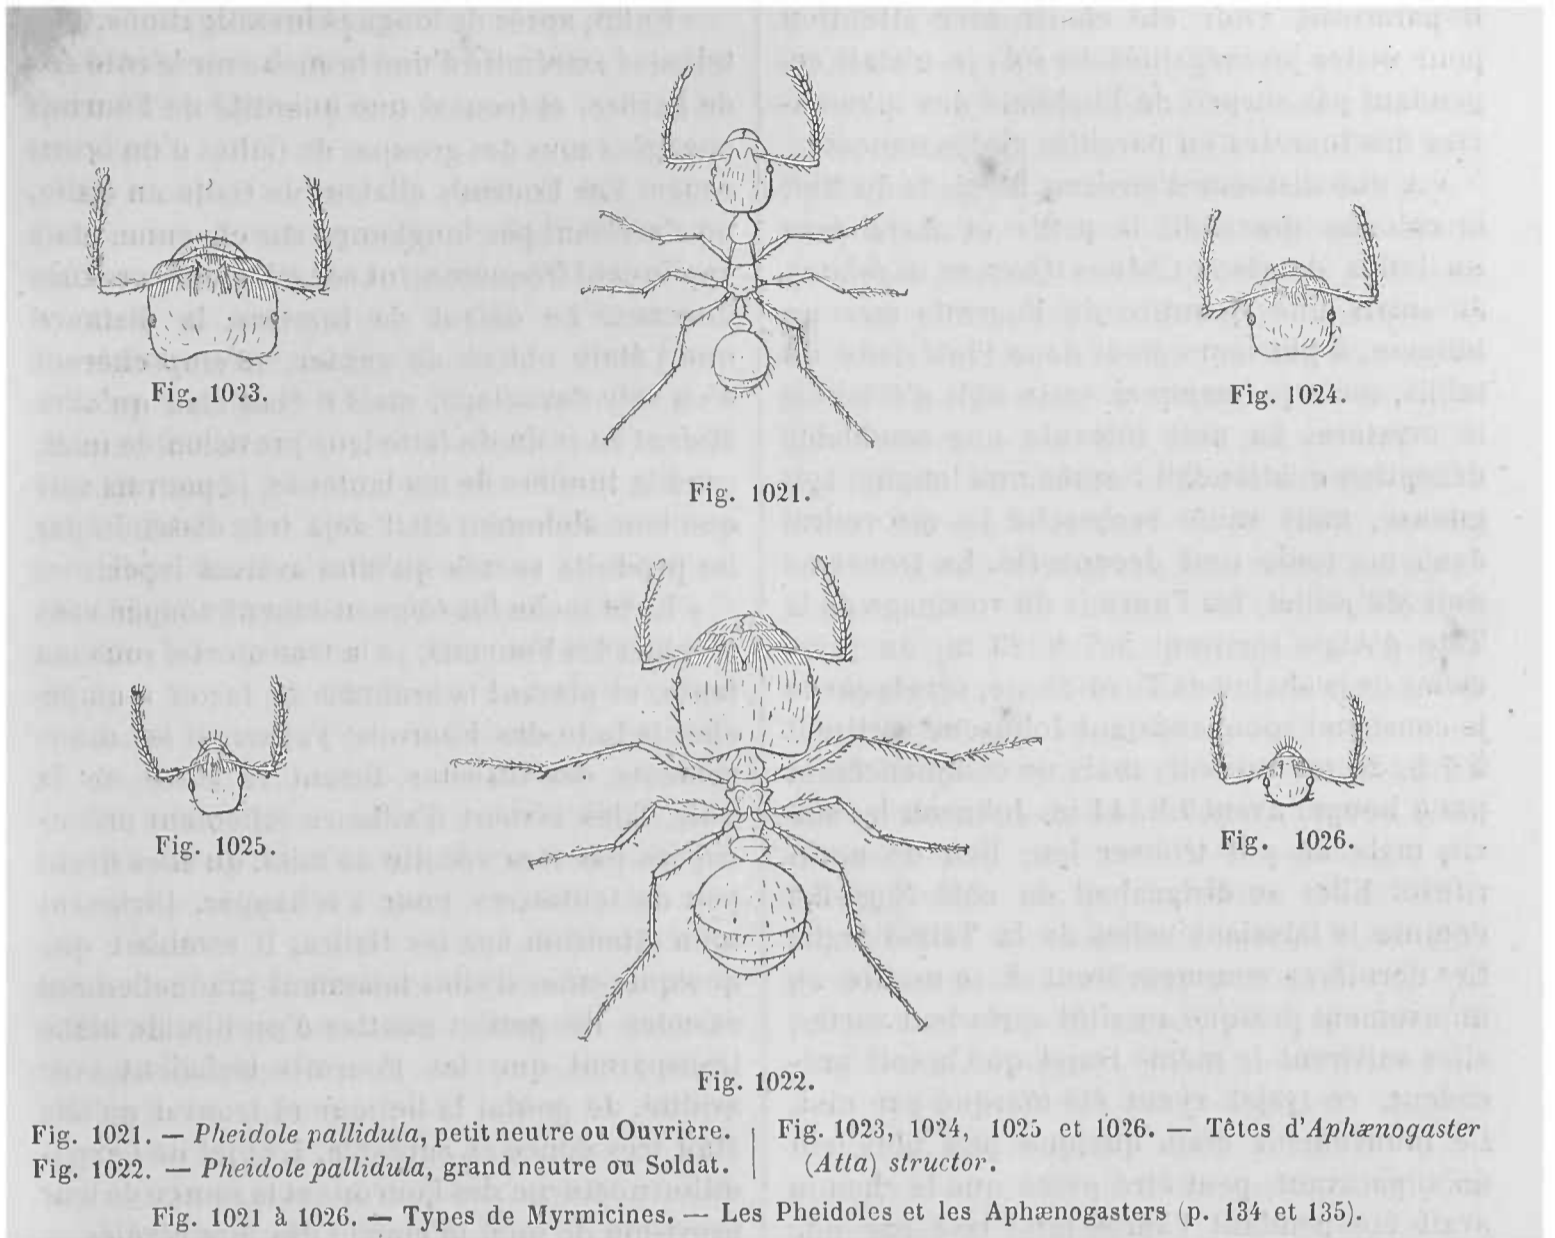 Fig. 1023.
Fig. 1024.
Fig. 1021.
Fig. 1025.
Fig. 1026.
Fig. 1022.
Fig. 1021. — Pheidole pallidula, petit neutre ou Ouvrière.
Fig. 1022. — Pheidole pallidula, grand neutre ou Soldat.
Fig. 1023, 1024, 1025 et 1026. — Têtes d'Aphænogaster
(Atta) structor.
Fig. 1021 à 1026. — Types de Myrmicines. — Les Pheidoles et les Aphænogasters (p. 134 et 135).